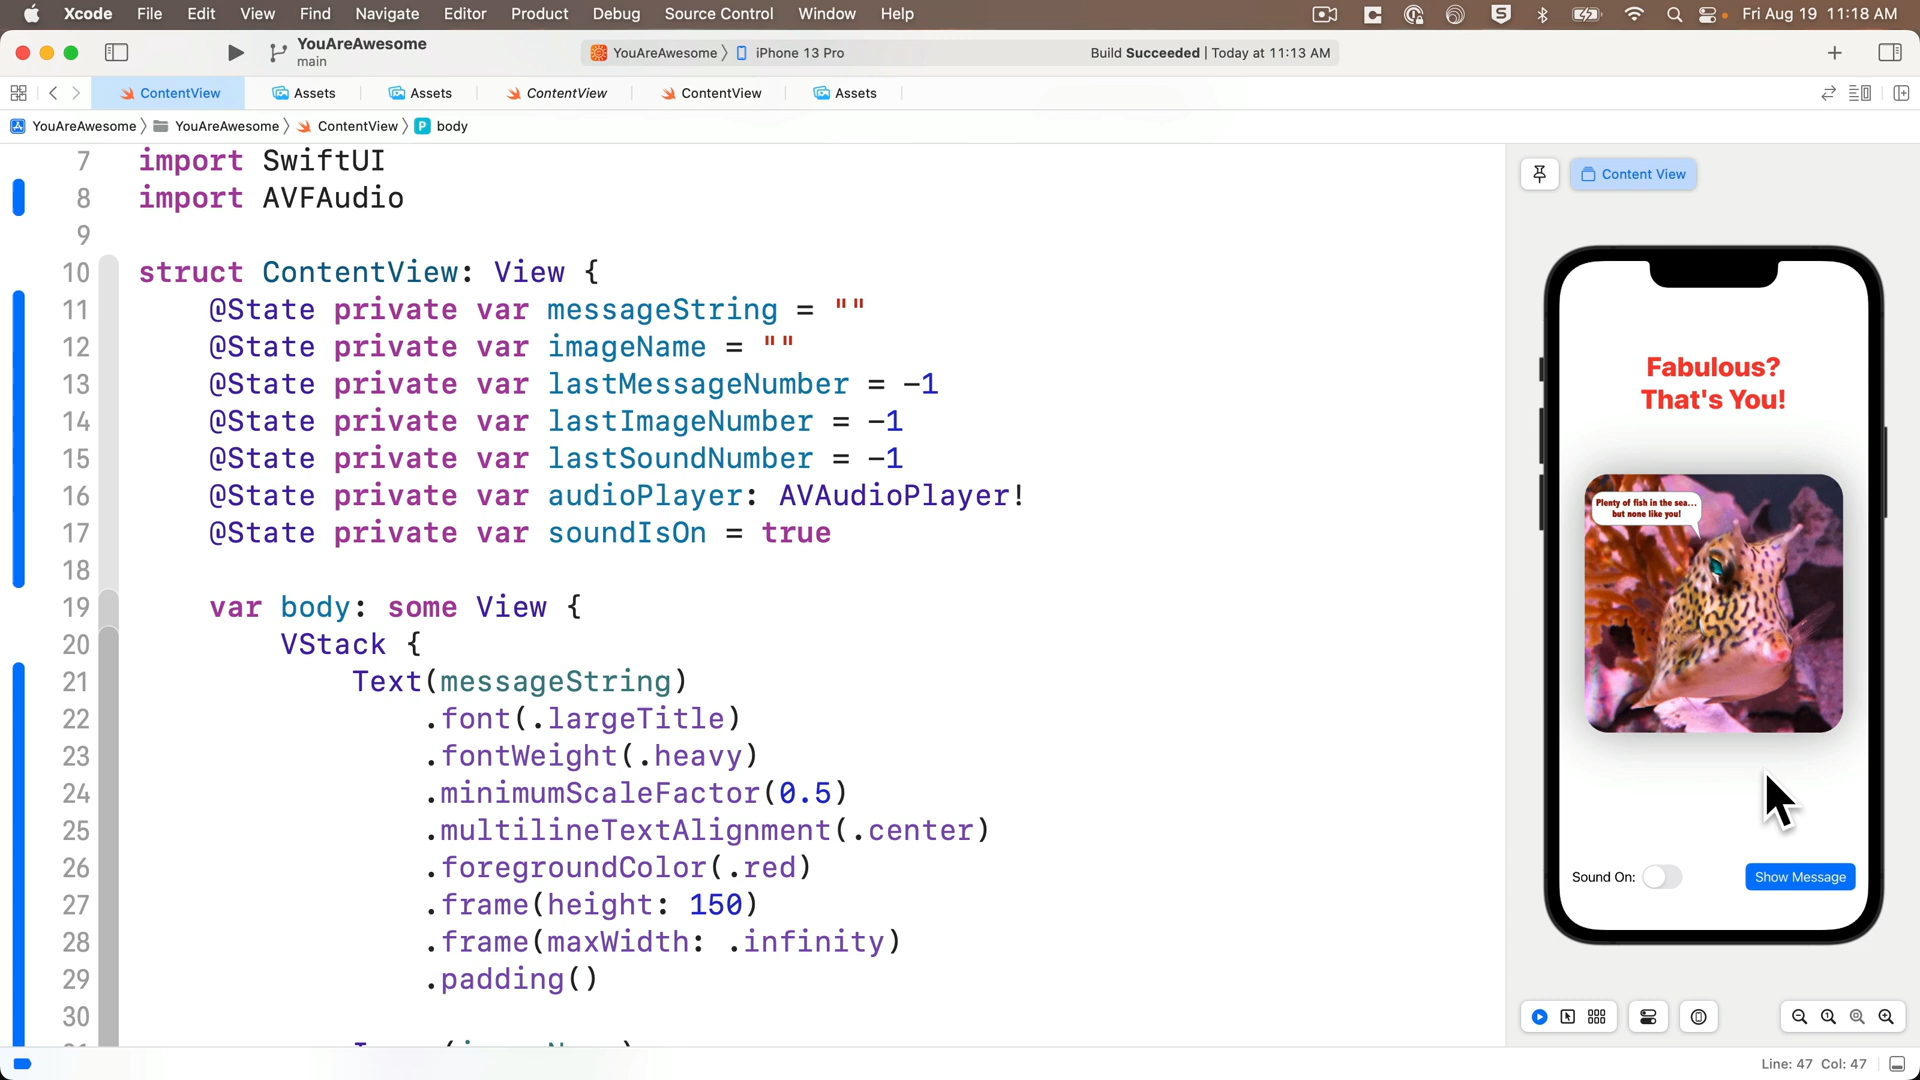 Xcode File Edit View Find Navigate Editor Product Debug Source Control Window Help Fri Aug 19 11:18 AM
YouAreAwesome
main
YouAreAwesome 〉 iPhone 13 Pro Build Succeeded | Today at 11:13 AM
ContentView Assets Assets ContentView ContentView Assets
YouAreAwesome 〉 YouAreAwesome 〉 ContentView 〉 P body
7 import SwiftUI
8 import AVFAudio
9
10 struct ContentView: View {
11 @State private var messageString = ""
12 @State private var imageName = ""
13 @State private var lastMessageNumber = -1
14 @State private var lastImageNumber = -1
15 @State private var lastSoundNumber = -1
16 @State private var audioPlayer: AVAudioPlayer!
17 @State private var soundIsOn = true
18
19 var body: some View {
20 VStack {
21 Text(messageString)
22 .font(.largeTitle)
23 .fontWeight(.heavy)
24 .minimumScaleFactor(0.5)
25 .multilineTextAlignment(.center)
26 .foregroundColor(.red)
27 .frame(height: 150)
28 .frame(maxWidth: .infinity)
29 .padding()
30
Content View
Fabulous?
That's You!
Plenty of fish in the sea...
but none like you!
Sound On: Show Message
Line: 47 Col: 47